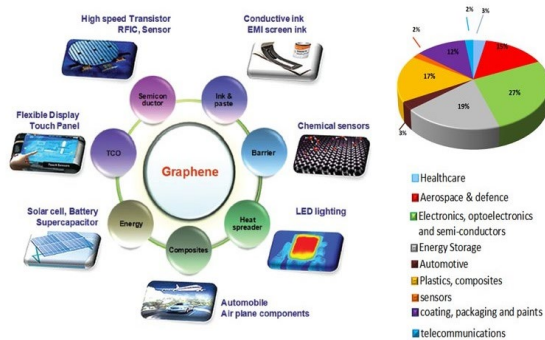 High speed Transistor
RFIC, Sensor
Conductive ink
EMI screen ink
Semicon
ductor
Ink &
paste
Flexible Display
Touch Panel
TCO
Graphene
Barrier
Chemical sensors
Solar cell, Battery
Supercapacitor
Energy
Composites
Heat
spreader
LED lighting
Automobile
Air plane components
2%
3%
2%
12%
15%
17%
27%
19%
3%
Healthcare
Aerospace & defence
Electronics, optoelectronics
and semi-conductors
Energy Storage
Automotive
Plastics, composites
sensors
coating, packaging and paints
telecommunications